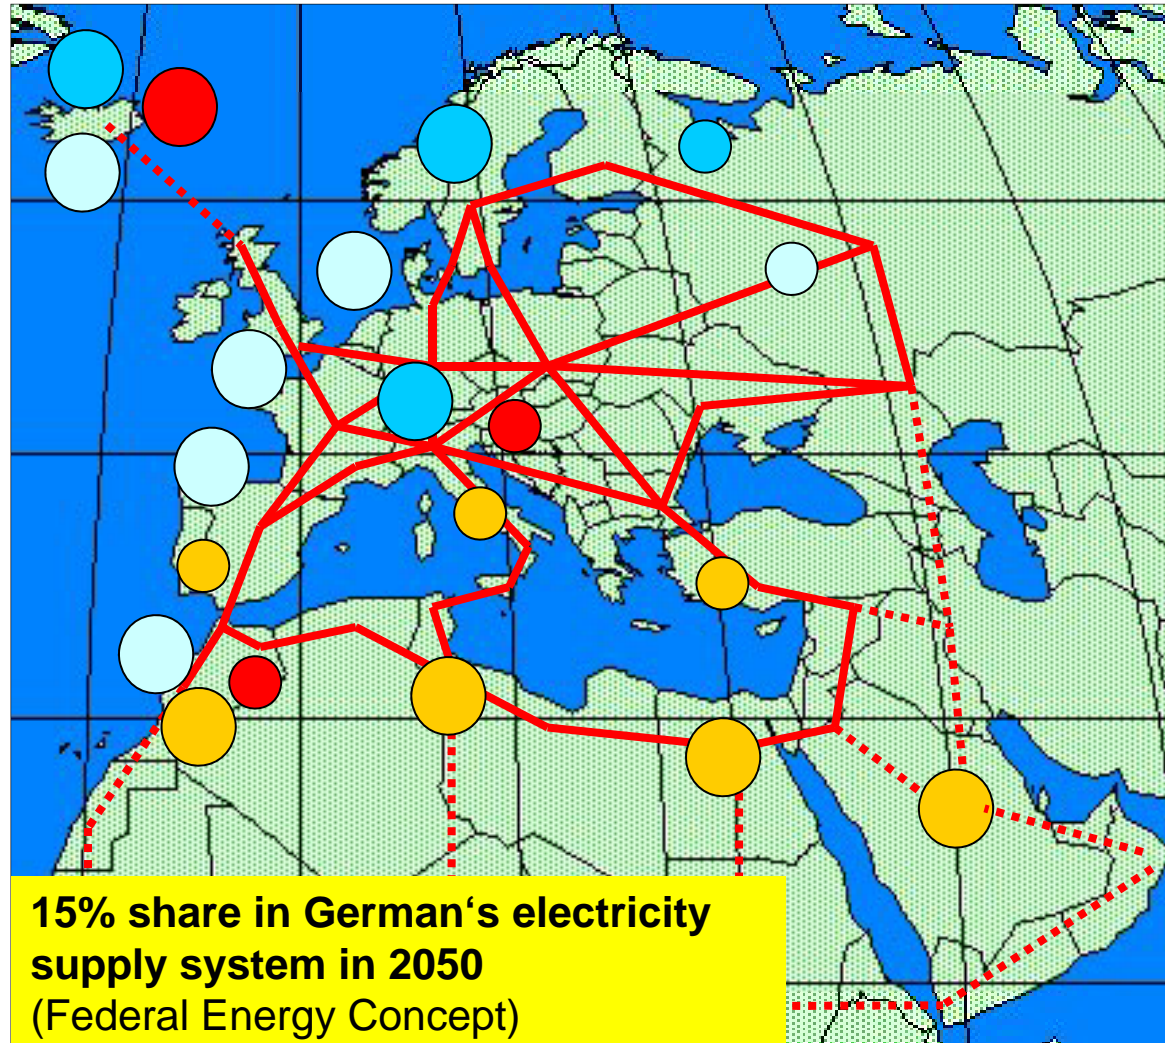 15% share in German‘s electricity
supply system in 2050
(Federal Energy Concept)